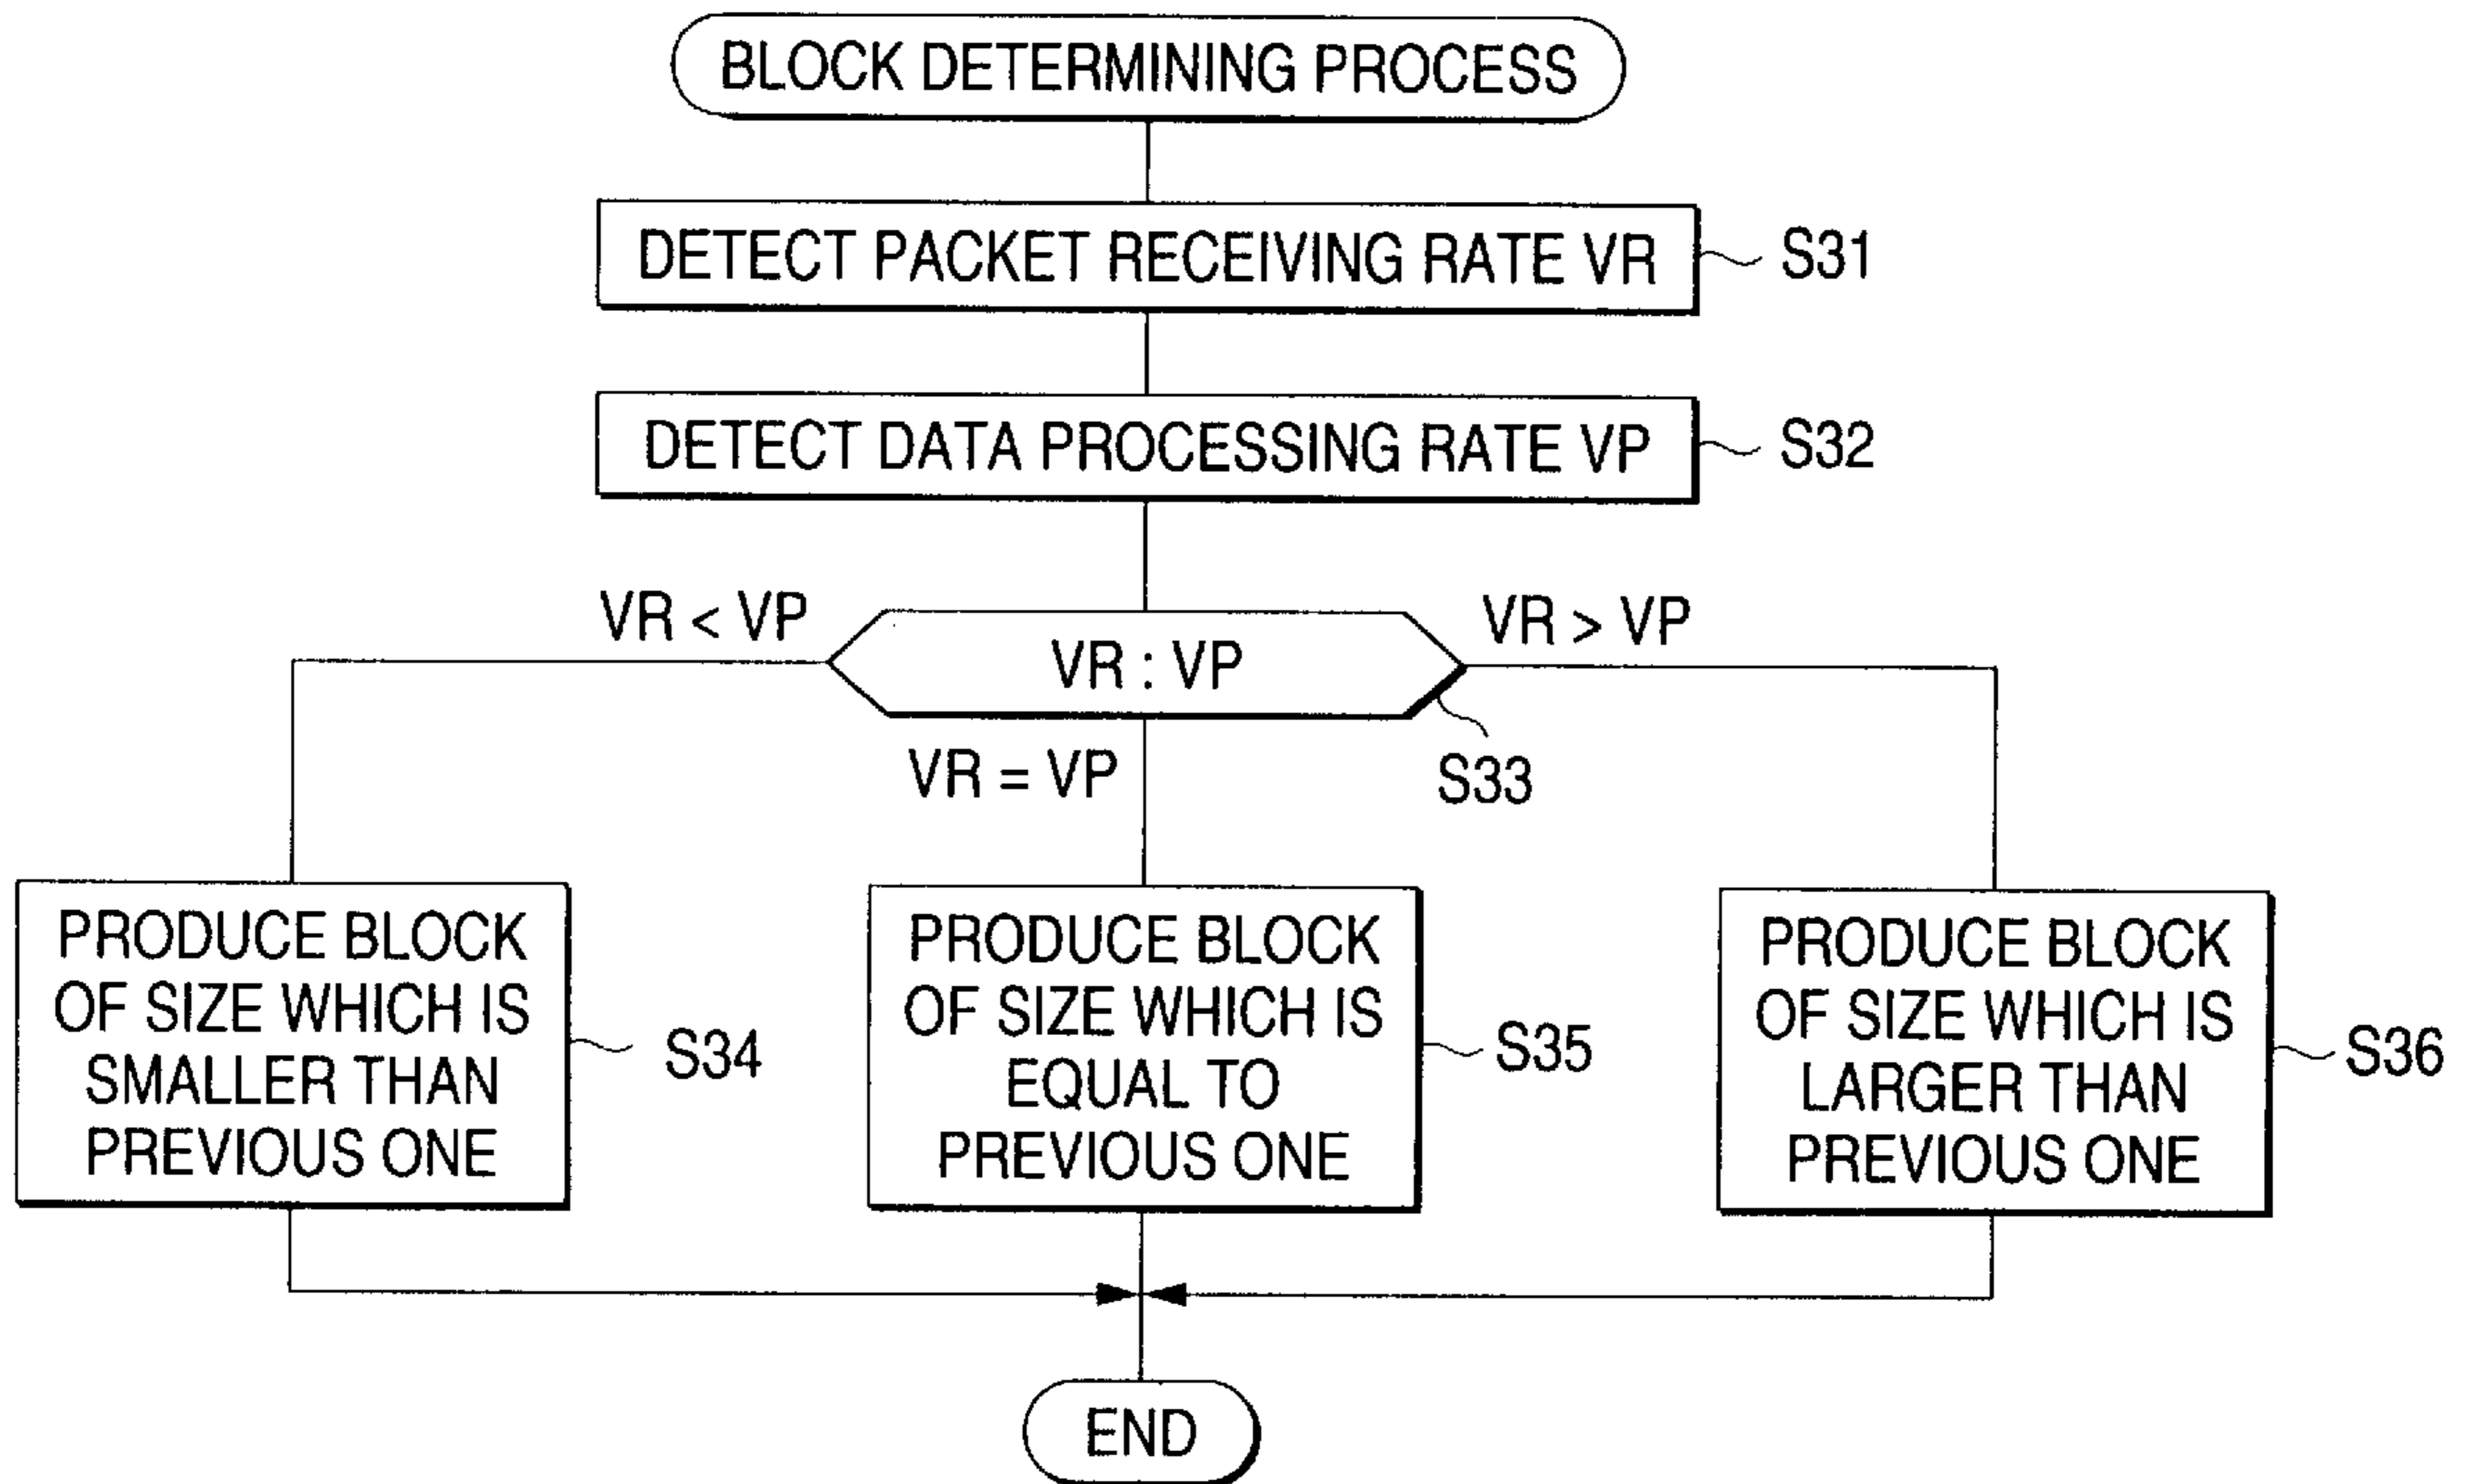 BLOCK DETERMINING PROCESS
DETECT PACKET RECEIVING RATE VR
S31
DETECT DATA PROCESSING RATE VP
S32
VR < VP
VR : VP
VR > VP
VR = VP
S33
PRODUCE BLOCK
OF SIZE WHICH IS
SMALLER THAN
PREVIOUS ONE
S34
PRODUCE BLOCK
OF SIZE WHICH IS
EQUAL TO
PREVIOUS ONE
S35
PRODUCE BLOCK
OF SIZE WHICH IS
LARGER THAN
PREVIOUS ONE
S36
END